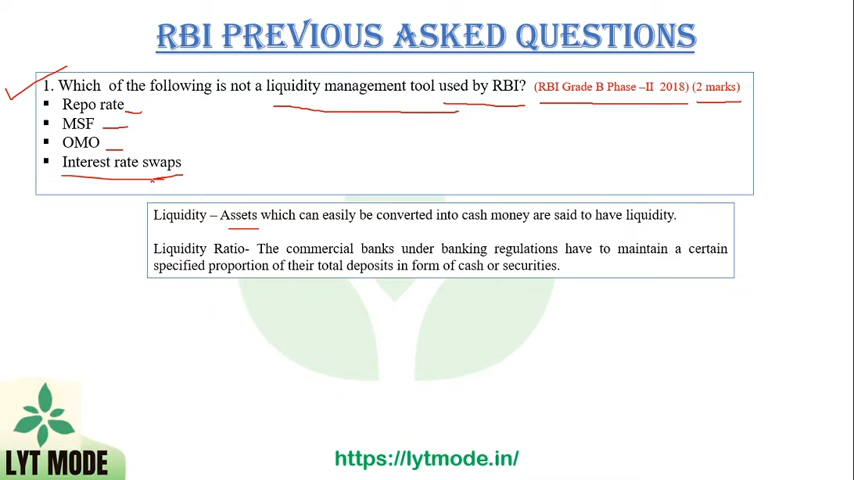 RBI PREVIOUS ASKED QUESTIONS
1. Which of the following is not a liquidity management tool used by RBI? (RBI Grade B Phase –II 2018) (2 marks)
▪ Repo rate
▪ MSF
▪ OMO
▪ Interest rate swaps
Liquidity – Assets which can easily be converted into cash money are said to have liquidity.
Liquidity Ratio- The commercial banks under banking regulations have to maintain a certain
specified proportion of their total deposits in form of cash or securities.
LYT MODE
https://lytmode.in/